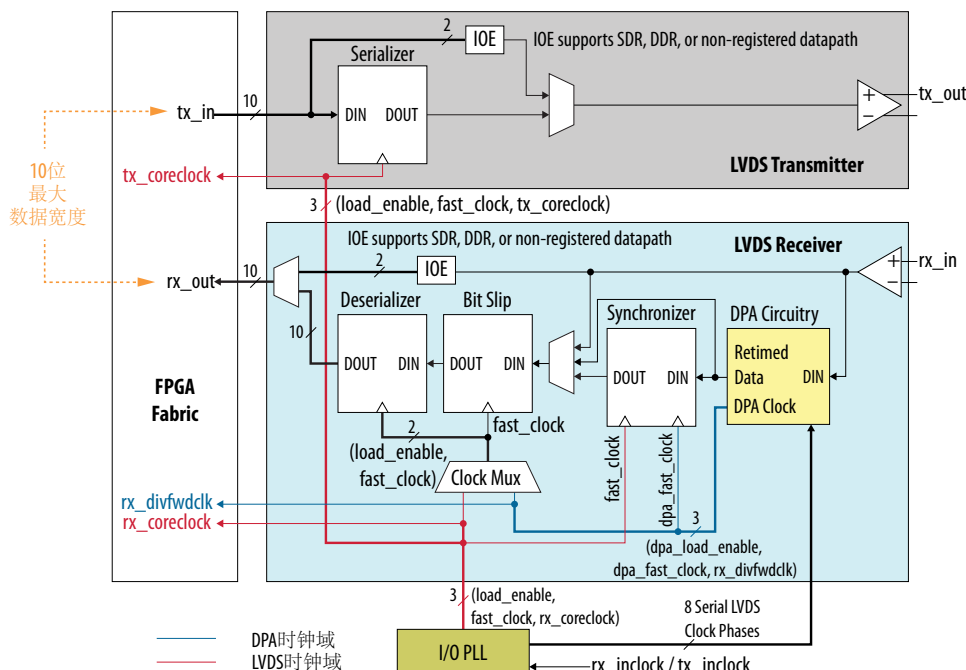 2
IOE
IOE supports SDR, DDR, or non-registered datapath
Serializer
tx_in
10
DIN
DOUT
tx_out
+
−
LVDS Transmitter
10位
最大
数据宽度
tx_coreclock
3
(load_enable, fast_clock, tx_coreclock)
IOE supports SDR, DDR, or non-registered datapath
LVDS Receiver
2
IOE
+
−
rx_in
rx_out
10
Deserializer
Bit Slip
Synchronizer
DPA Circuitry
10
DOUT
DIN
DOUT
DIN
DOUT
DIN
Retimed
Data
DIN
DPA Clock
FPGA
Fabric
2
fast_clock
(load_enable,
fast_clock)
Clock Mux
fast_clock
dpa_fast_clock
rx_divfwdclk
rx_coreclock
3
(dpa_load_enable,
dpa_fast_clock, rx_divfwdclk)
3
(load_enable,
fast_clock, rx_coreclock)
8 Serial LVDS
Clock Phases
DPA时钟域
LVDS时钟域
I/O PLL
rx_inclock / tx_inclock